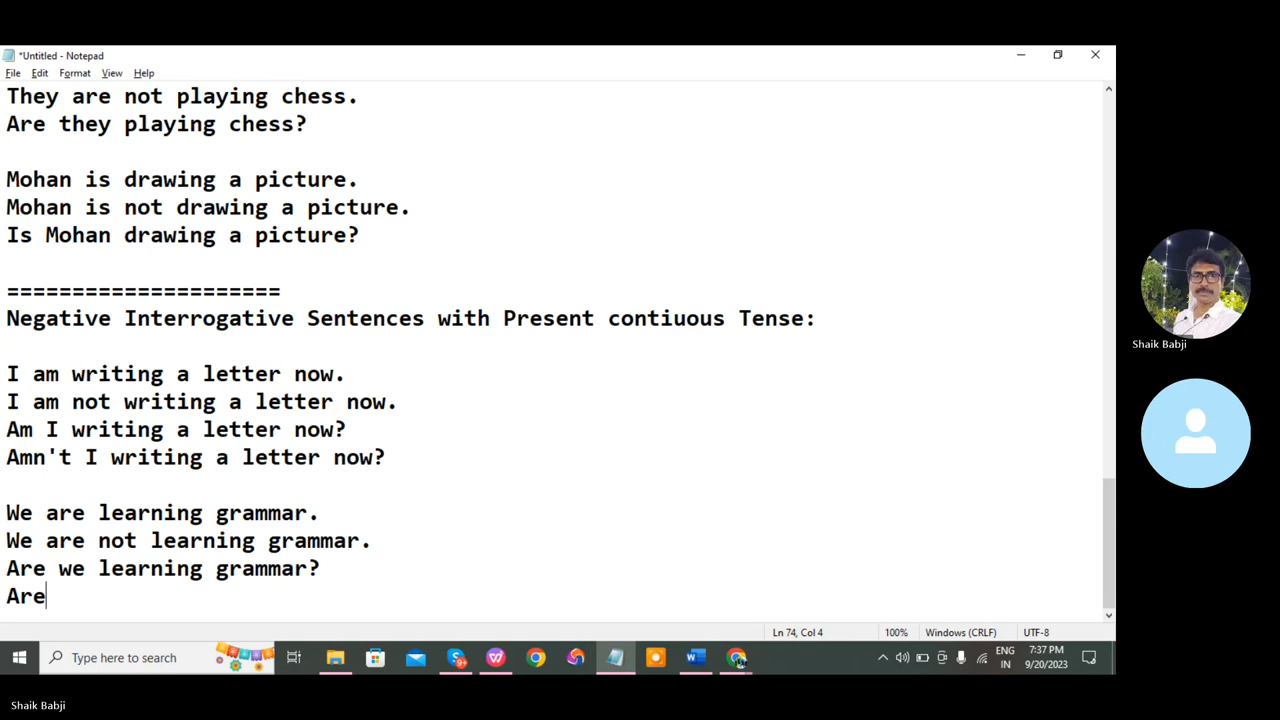 *Untitled - Notepad
File Edit Format View Help
They are not playing chess.
Are they playing chess?
Mohan is drawing a picture.
Mohan is not drawing a picture.
Is Mohan drawing a picture?
=====================
Negative Interrogative Sentences with Present contiuous Tense:
I am writing a letter now.
I am not writing a letter now.
Am I writing a letter now?
Amn't I writing a letter now?
We are learning grammar.
We are not learning grammar.
Are we learning grammar?
Are
Ln 74, Col 4 100% Windows (CRLF) UTF-8
Type here to search
ENG
IN
7:37 PM
9/20/2023
Shaik Babji
Shaik Babji